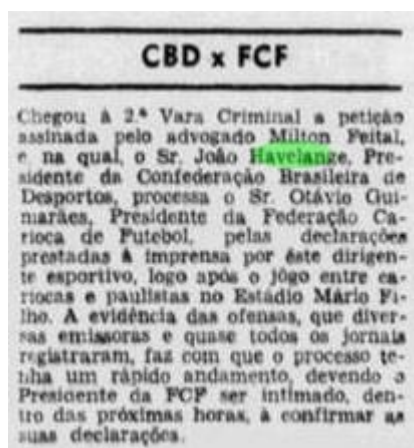 CBD x FCF
Chegou à 2.ª Vara Criminal a petição
assinada pelo advogado Milton Feital,
e na qual, o Sr. João Havelange, Pre-
sidente da Confederação Brasileira de
Desportos, processa o Sr. Otávio Gui-
marães, Presidente da Federação Ca-
rioca de Futebol, pelas declarações
prestadas à imprensa por êste dirigen-
te esportivo, logo após o jôgo entre ca-
riocas e paulistas no Estádio Mário Fi-
lho. A evidência das ofensas, que diver-
sas emissoras e quase todos os jornais
registraram, faz com que o processo te-
nha um rápido andamento, devendo o
Presidente da FCF ser intimado, den-
tro das próximas horas, à confirmar as
suas declarações.